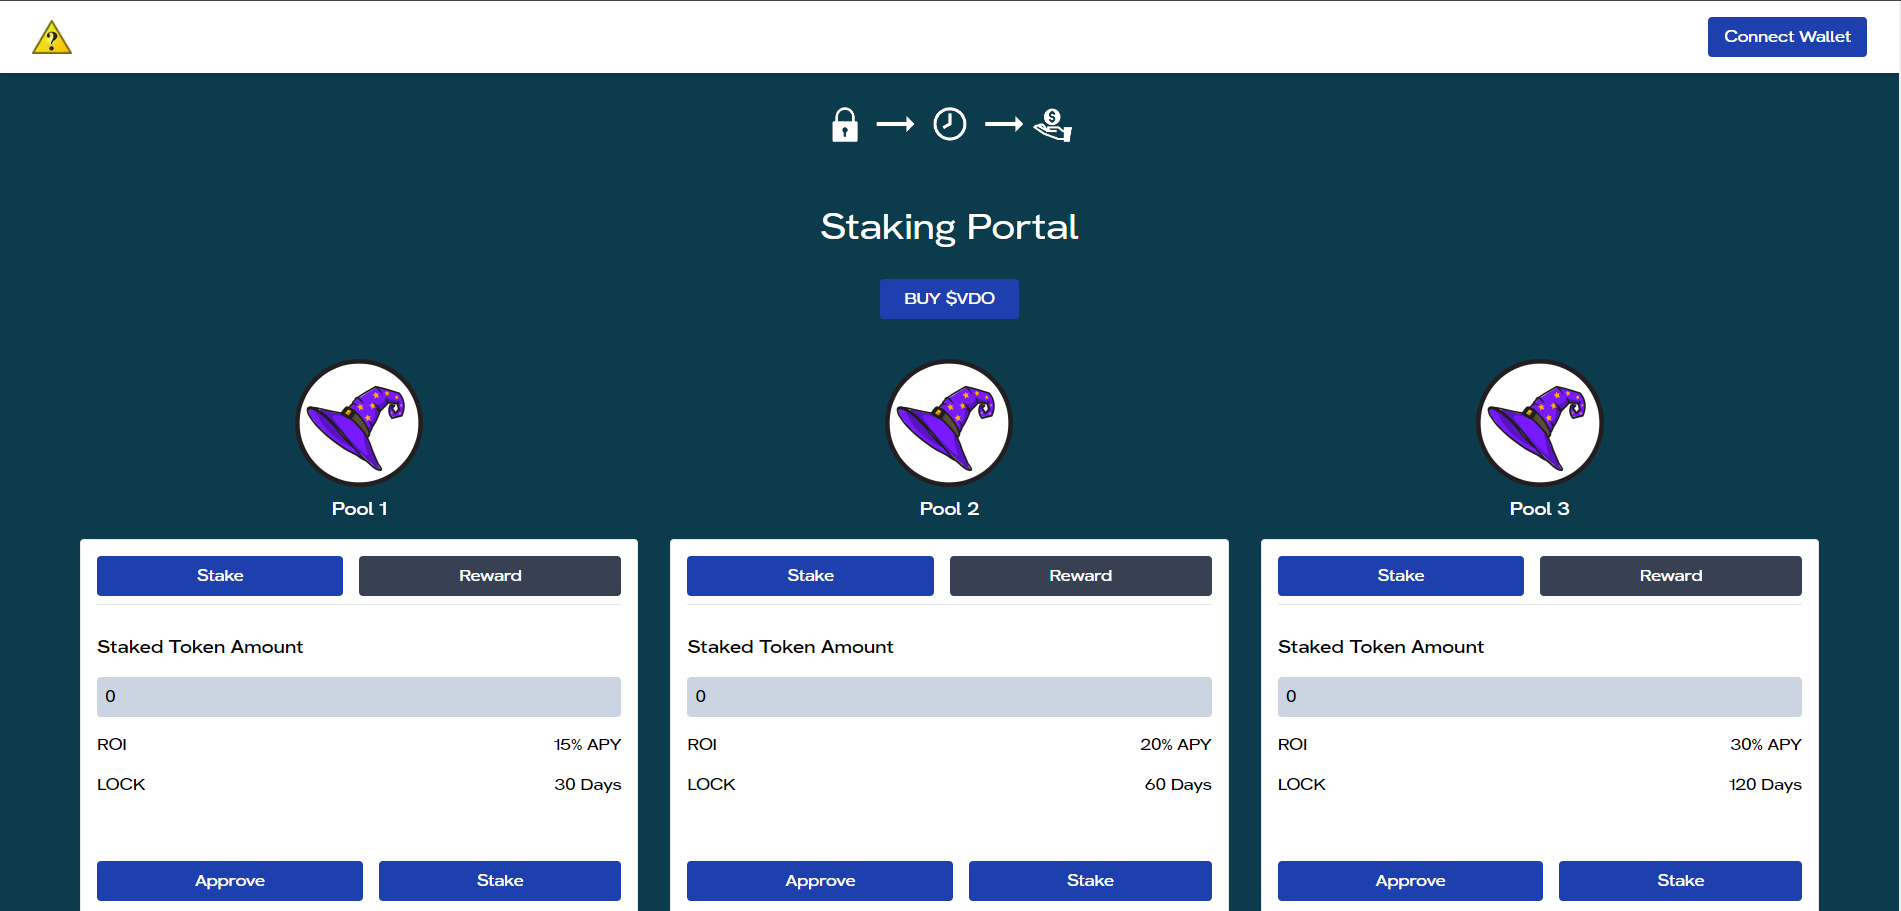 ?
Connect Wallet
$
Staking Portal
BUY $VDO
Pool 1
Pool 2
Pool 3
Stake Reward
Staked Token Amount
0
ROI 15% APY
LOCK 30 Days
Approve Stake
Stake Reward
Staked Token Amount
0
ROI 20% APY
LOCK 60 Days
Approve Stake
Stake Reward
Staked Token Amount
0
ROI 30% APY
LOCK 120 Days
Approve Stake